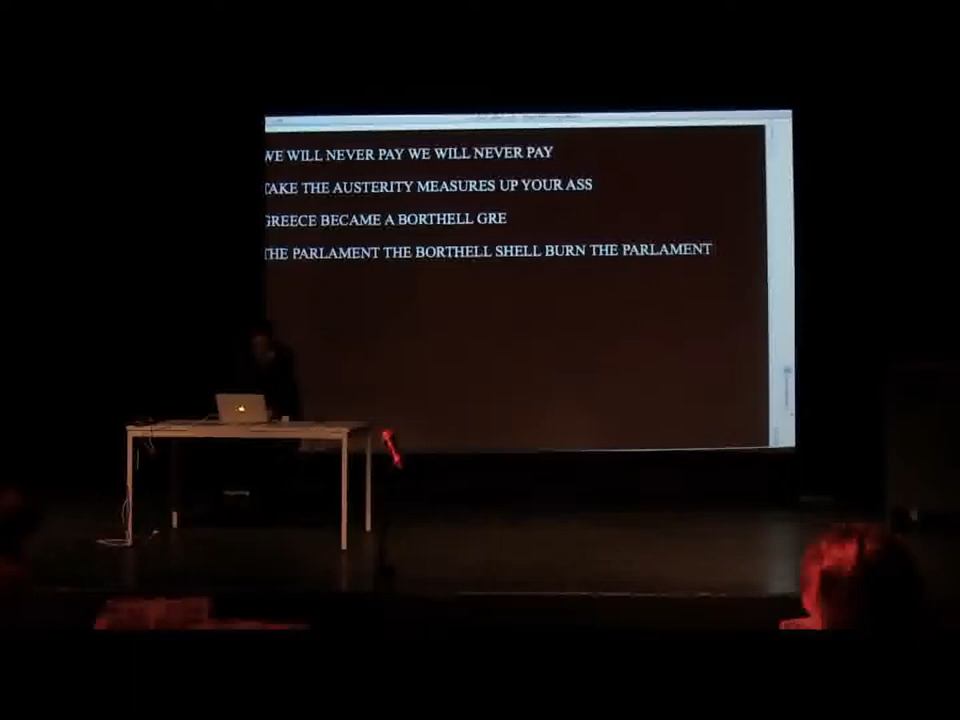 WE WILL NEVER PAY WE WILL NEVER PAY
TAKE THE AUSTERITY MEASURES UP YOUR ASS
GREECE BECAME A BORTHELL GRE
THE PARLAMENT THE BORTHELL SHELL BURN THE PARLAMENT